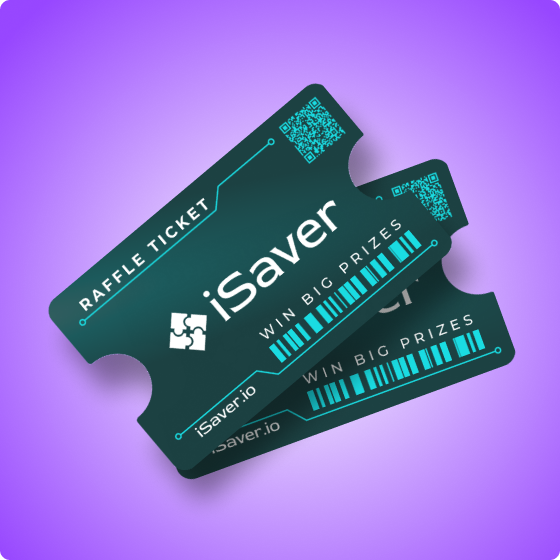 RAFFLE TICKET
iSaver
WIN BIG PRIZES
iSaver.io
WIN BIG PRIZES
iSaver.io